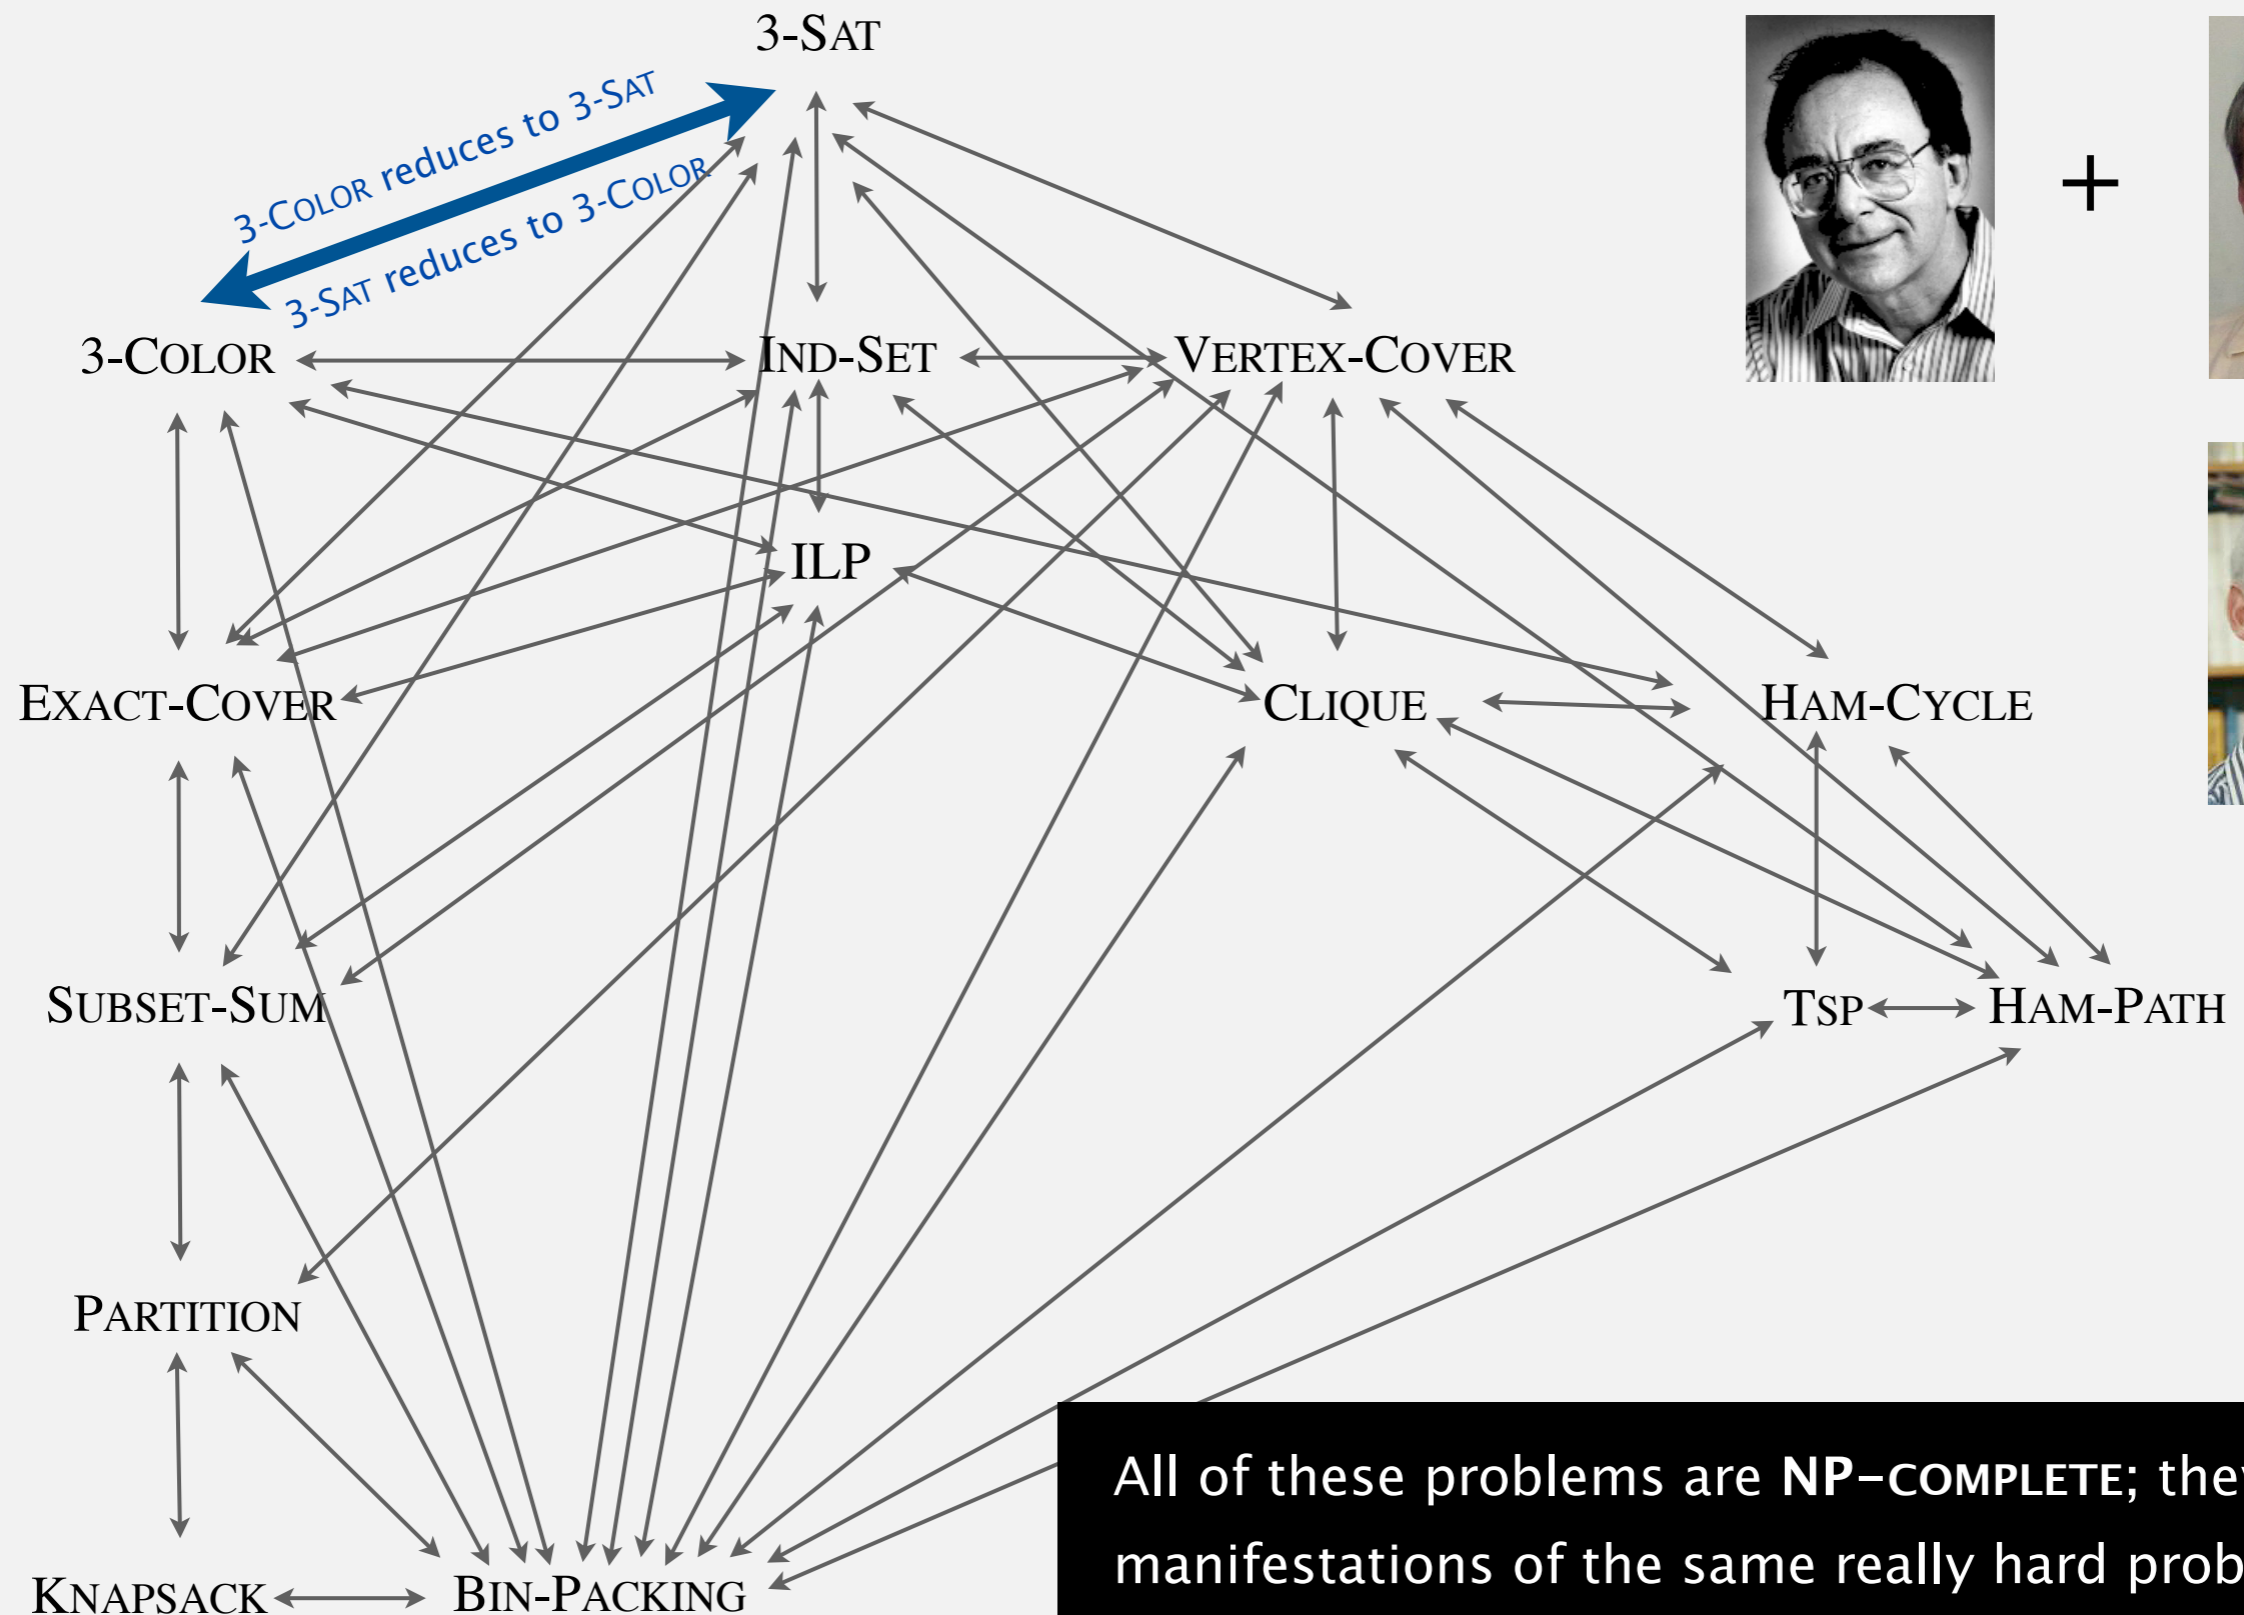 3-SAT
+
3-COLOR reduces to 3-SAT
3-SAT reduces to 3-COLOR
3-COLOR
IND-SET
VERTEX-COVER
ILP
EXACT-COVER
CLIQUE
HAM-CYCLE
SUBSET-SUM
TSP
HAM-PATH
PARTITION
All of these problems are NP-COMPLETE; they
manifestations of the same really hard prob
KNAPSACK
BIN-PACKING